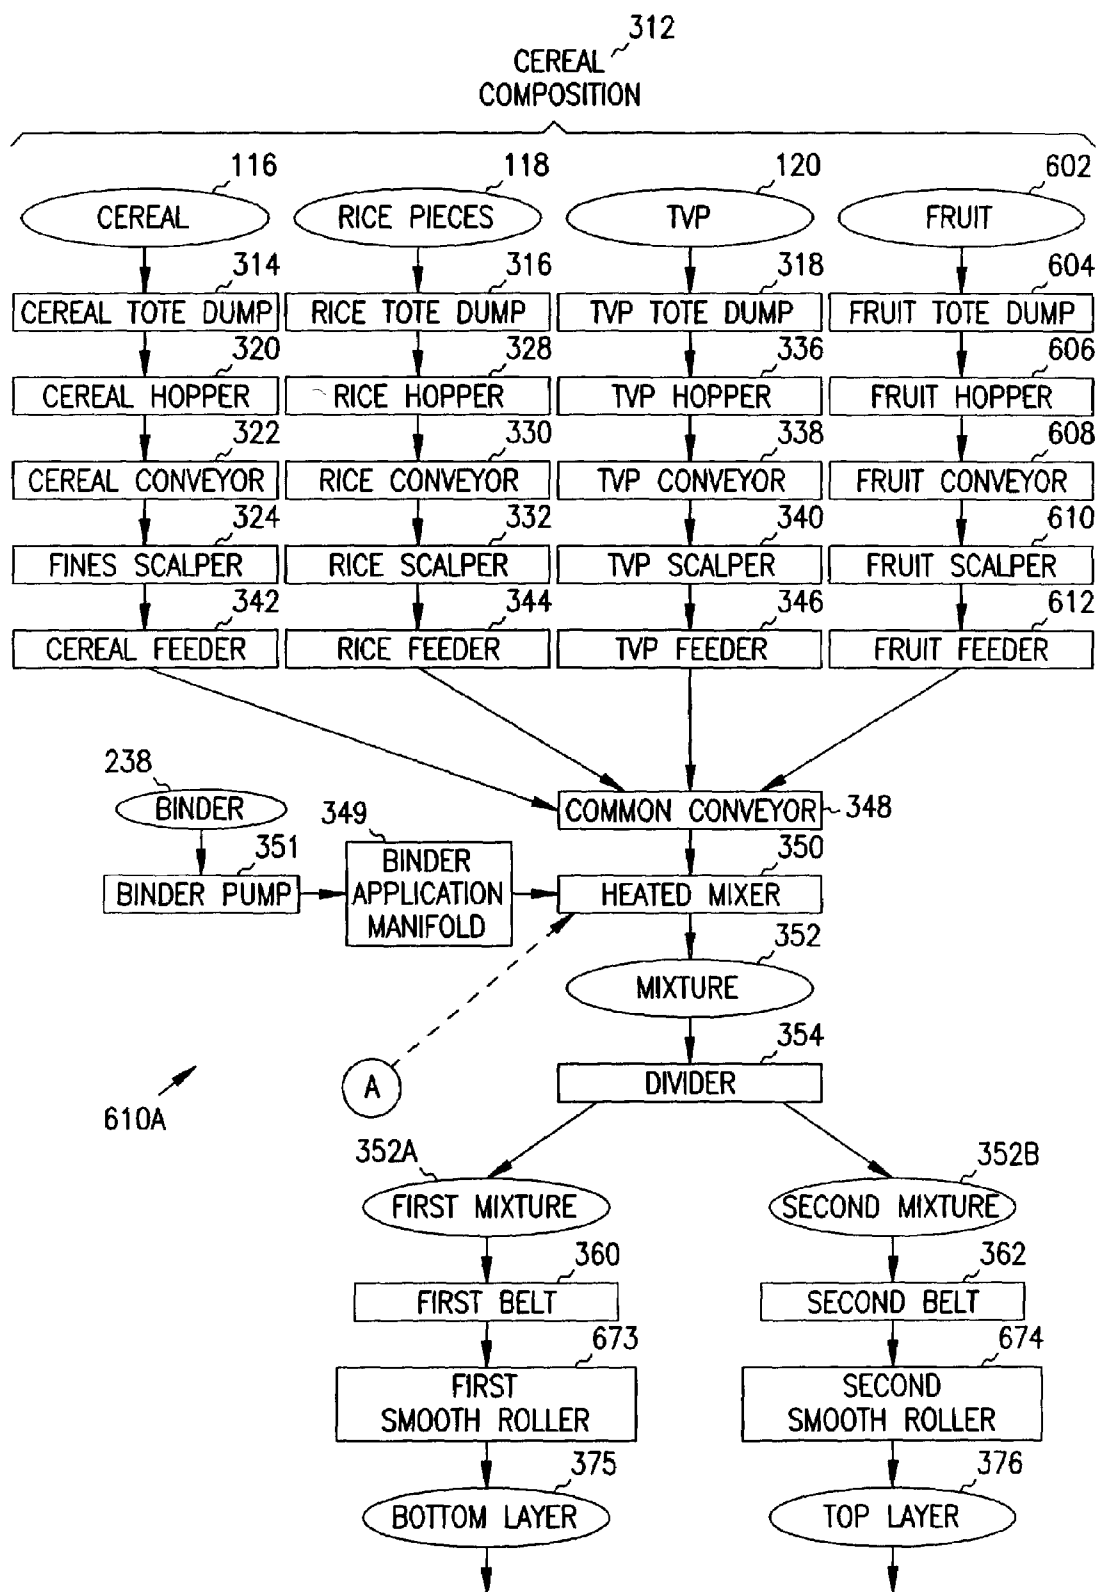 312
CEREAL
COMPOSITION
116 118 120 602
CEREAL RICE PIECES TVP FRUIT
314 316 318 604
CEREAL TOTE DUMP RICE TOTE DUMP TVP TOTE DUMP FRUIT TOTE DUMP
320 328 336 606
CEREAL HOPPER RICE HOPPER TVP HOPPER FRUIT HOPPER
322 330 338 608
CEREAL CONVEYOR RICE CONVEYOR TVP CONVEYOR FRUIT CONVEYOR
324 332 340 610
FINES SCALPER RICE SCALPER TVP SCALPER FRUIT SCALPER
342 344 346 612
CEREAL FEEDER RICE FEEDER TVP FEEDER FRUIT FEEDER
238
BINDER
COMMON CONVEYOR 348
349
351
350
BINDER PUMP
BINDER
APPLICATION
MANIFOLD
HEATED MIXER
352
MIXTURE
354
DIVIDER
A
610A
352A 352B
FIRST MIXTURE SECOND MIXTURE
360 362
FIRST BELT SECOND BELT
673 674
FIRST
SMOOTH ROLLER
SECOND
SMOOTH ROLLER
375 376
BOTTOM LAYER TOP LAYER